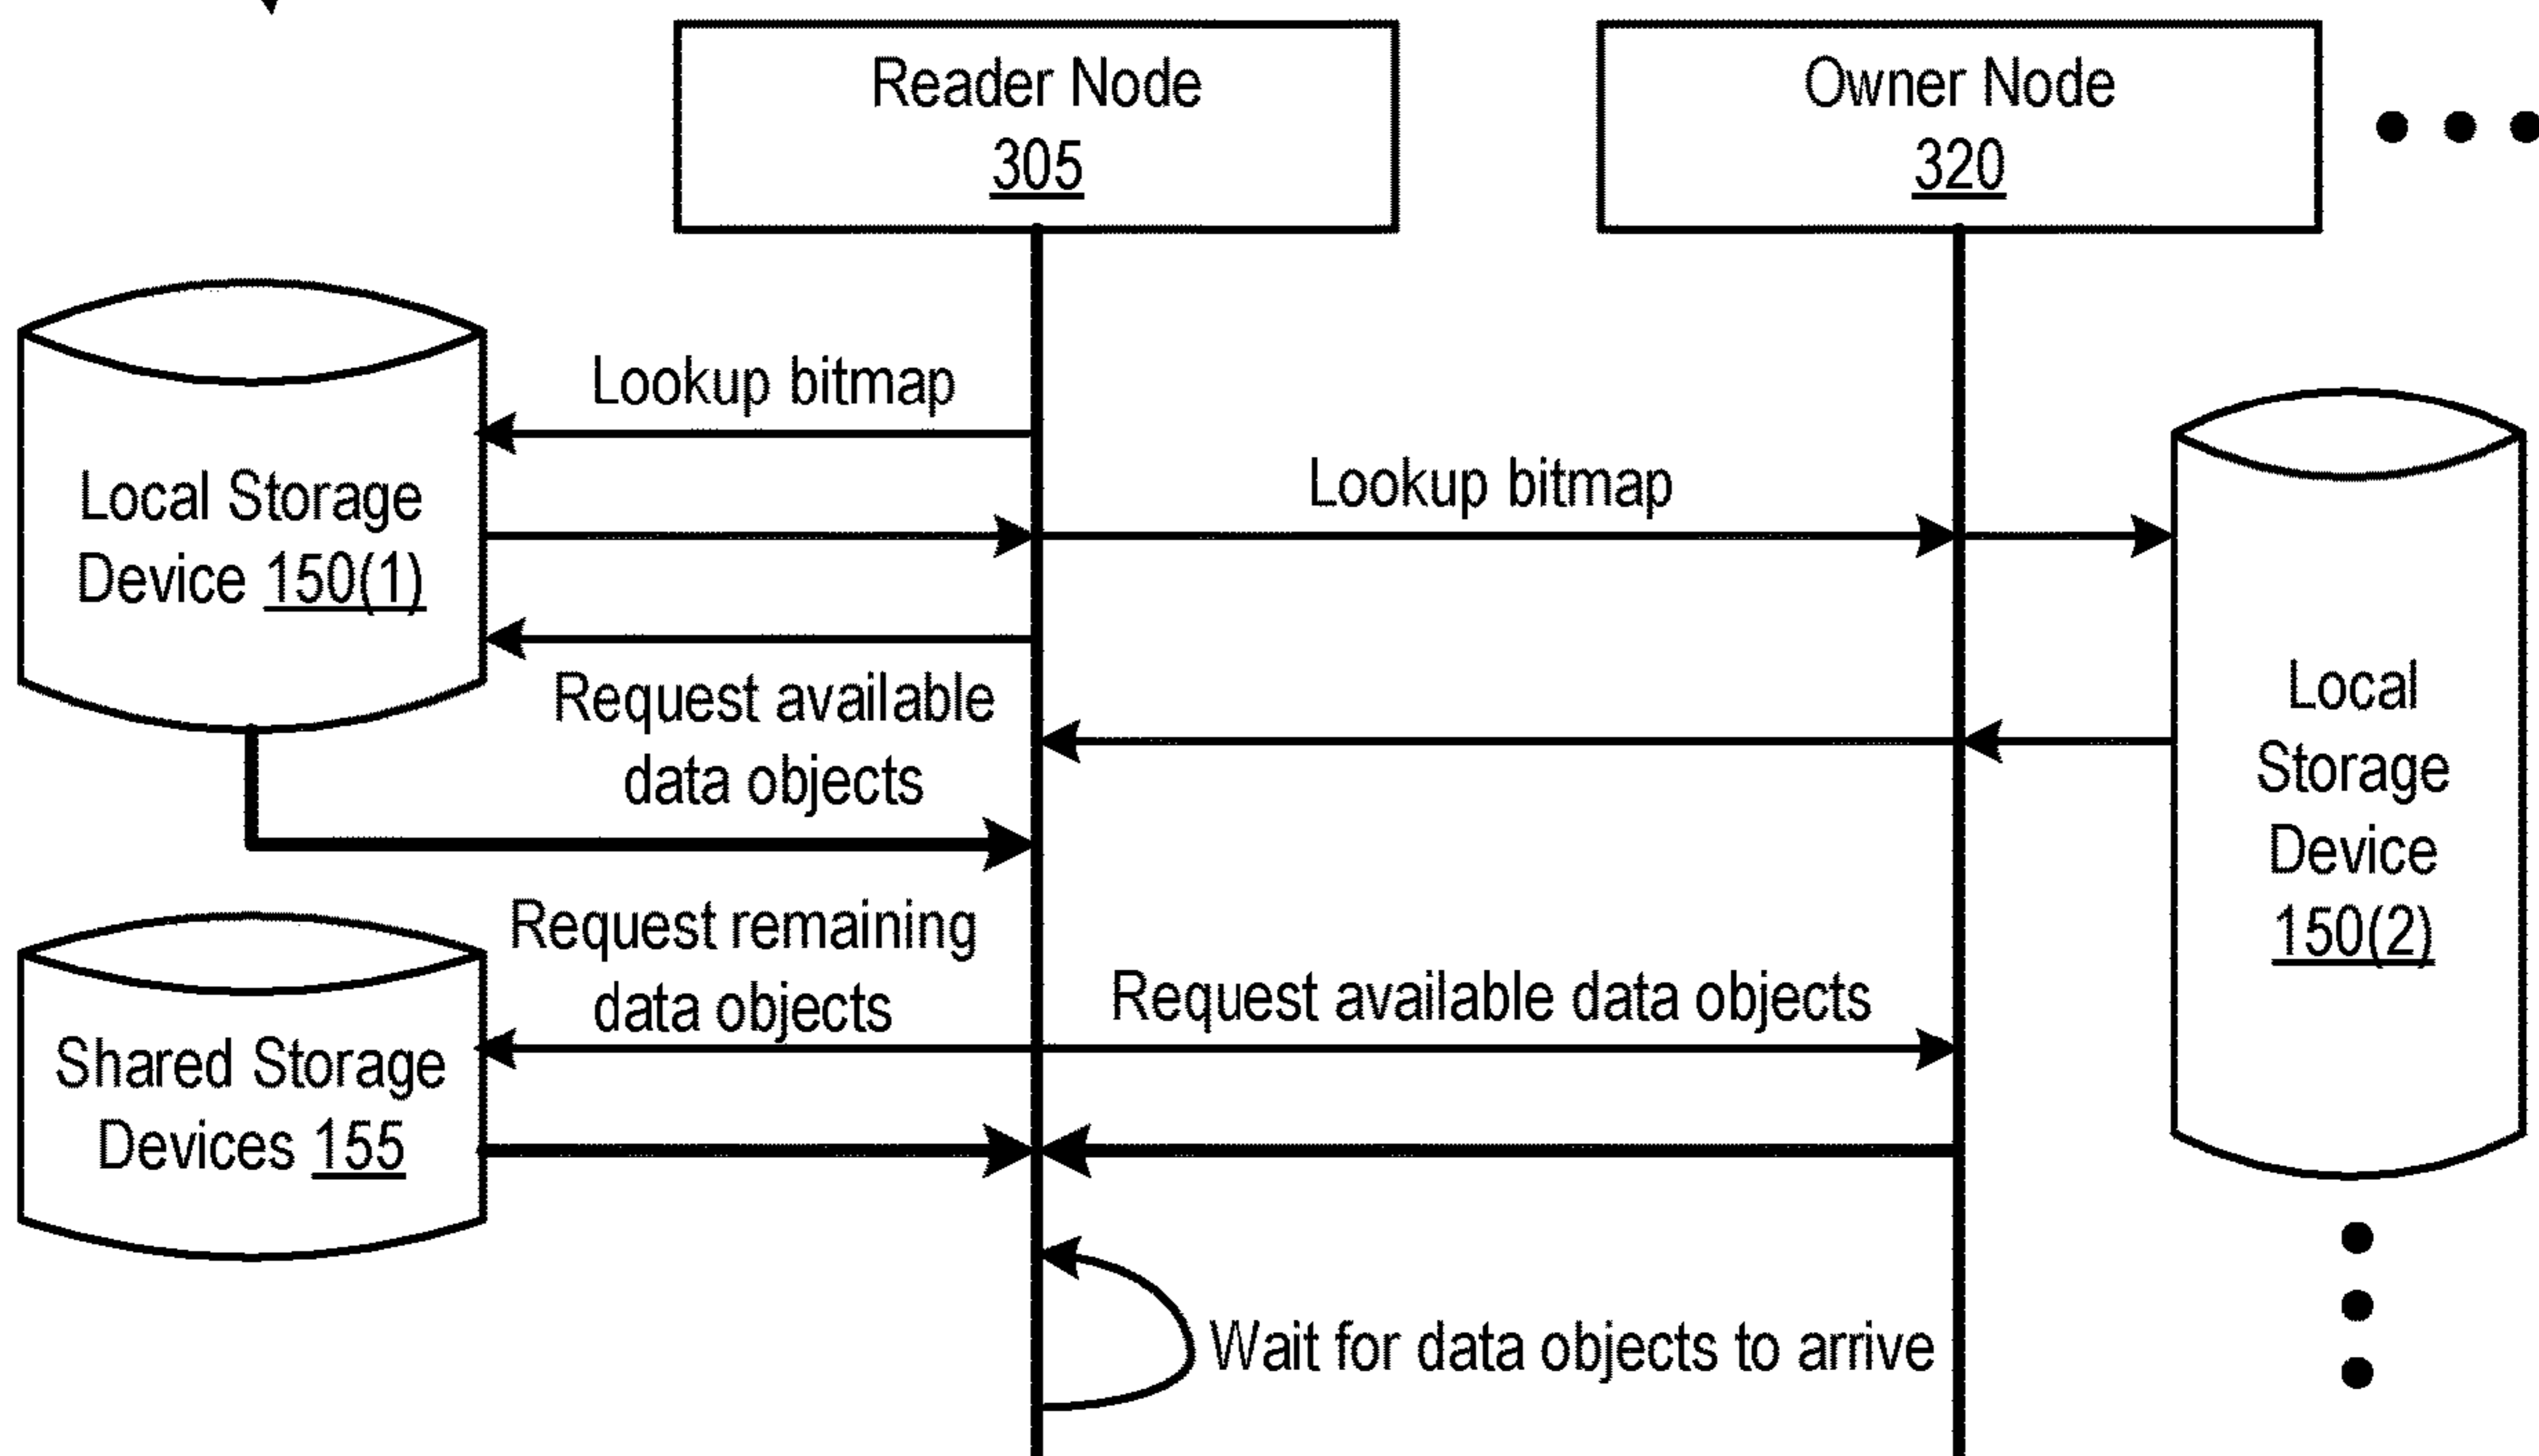 Reader Node
305
Owner Node
320
Lookup bitmap
Lookup bitmap
Local Storage
Device 150(1)
Request available
data objects
Local
Storage
Device
150(2)
Request remaining
data objects
Request available data objects
Shared Storage
Devices 155
Wait for data objects to arrive